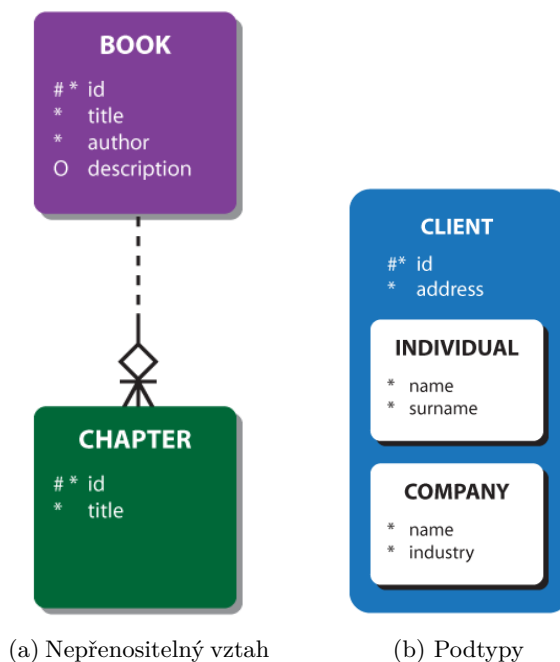 BOOK
# * id
* title
* author
O description
CHAPTER
# * id
* title
CLIENT
#* id
* address
INDIVIDUAL
* name
* surname
COMPANY
* name
* industry
(a) Nepřenositelný vztah
(b) Podtypy